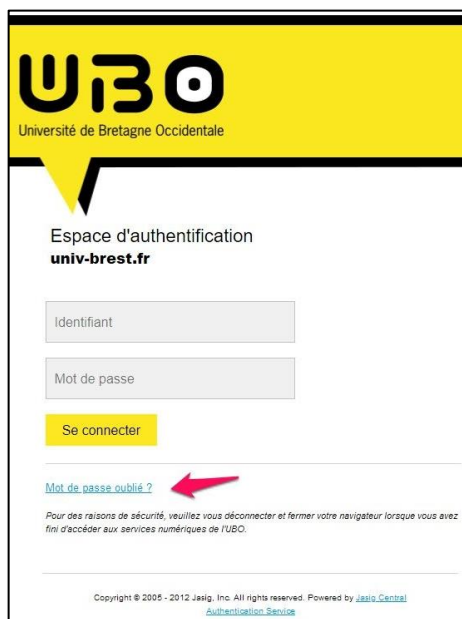 UBO
Université de Bretagne Occidentale
Espace d'authentification
univ-brest.fr
Identifiant
Mot de passe
Se connecter
Mot de passe oublié ?
Pour des raisons de sécurité, veuillez vous déconnecter et fermer votre navigateur lorsque vous avez
fini d'accéder aux services numériques de l'UBO.
Copyright © 2005 - 2012 Jasig, Inc. All rights reserved. Powered by Jasig Central
Authentication Service